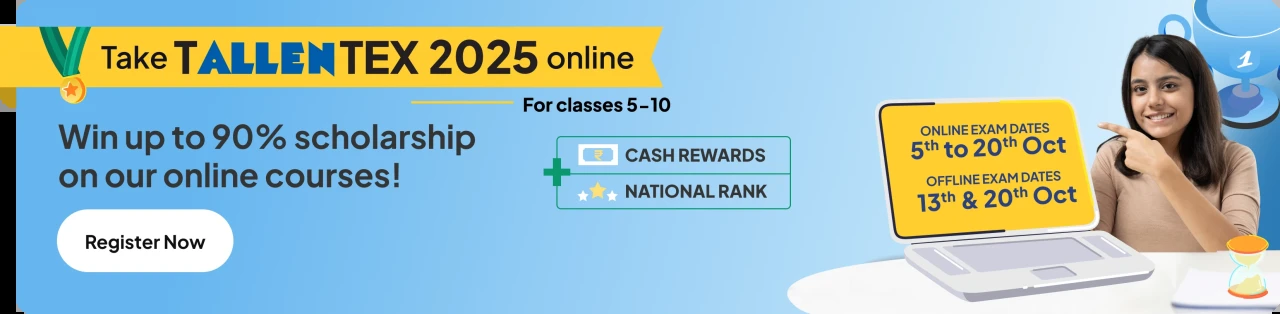 Take TALLENTEX 2025 online
For classes 5-10
Win up to 90% scholarship
on our online courses!
₹ CASH REWARDS
NATIONAL RANK
Register Now
ONLINE EXAM DATES
5th to 20th Oct
OFFLINE EXAM DATES
13th & 20th Oct
1